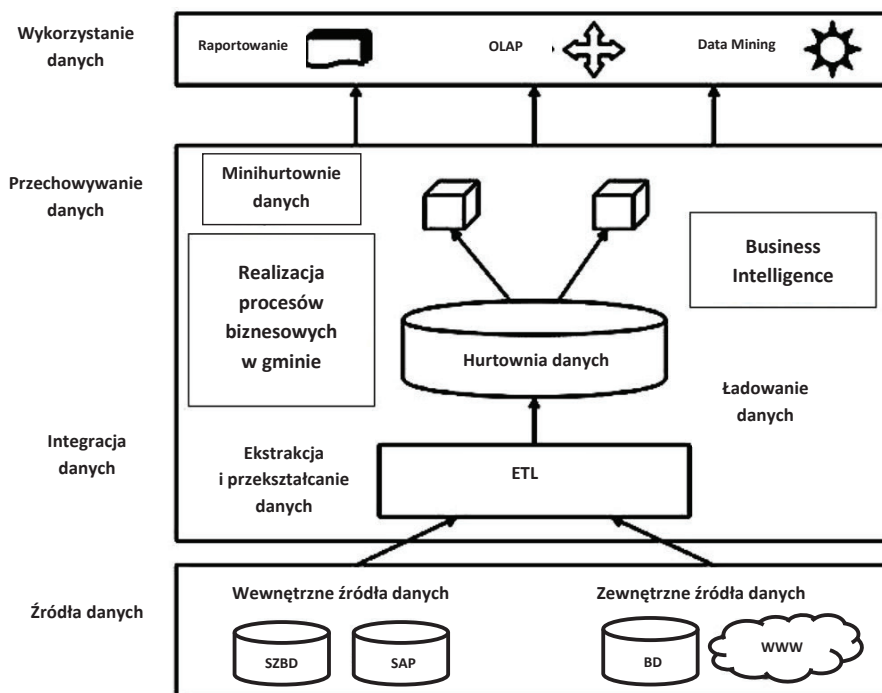 Wykorzystanie
danych
Raportowanie
OLAP
Data Mining
Przechowywanie
danych
Minihurtownie
danych
Realizacja
procesów
biznesowych
w gminie
Business
Intelligence
Hurtownia danych
Ładowanie
danych
Integracja
danych
Ekstrakcja
i przekształcanie
danych
ETL
Źródła danych
Wewnętrzne źródła danych
Zewnętrzne źródła danych
SZBD
SAP
BD
WWW